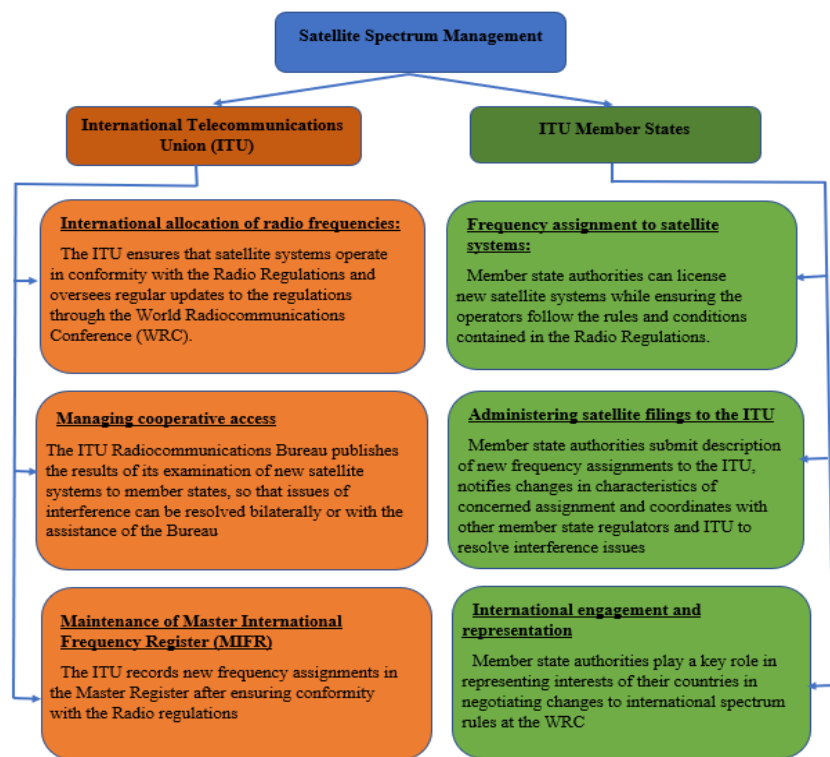 Satellite Spectrum Management
International Telecommunications
Union (ITU)
ITU Member States
International allocation of radio frequencies:
The ITU ensures that satellite systems operate
in conformity with the Radio Regulations and
oversees regular updates to the regulations
through the World Radiocommunications
Conference (WRC).
Frequency assignment to satellite
systems:
Member state authorities can license
new satellite systems while ensuring the
operators follow the rules and conditions
contained in the Radio Regulations.
Managing cooperative access
The ITU Radiocommunications Bureau publishes
the results of its examination of new satellite
systems to member states, so that issues of
interference can be resolved bilaterally or with the
assistance of the Bureau
Administering satellite filings to the ITU
Member state authorities submit description
of new frequency assignments to the ITU,
notifies changes in characteristics of
concerned assignment and coordinates with
other member state regulators and ITU to
resolve interference issues
Maintenance of Master International
Frequency Register (MIFR)
The ITU records new frequency assignments in
the Master Register after ensuring conformity
with the Radio regulations
International engagement and
representation
Member state authorities play a key role in
representing interests of their countries in
negotiating changes to international spectrum
rules at the WRC